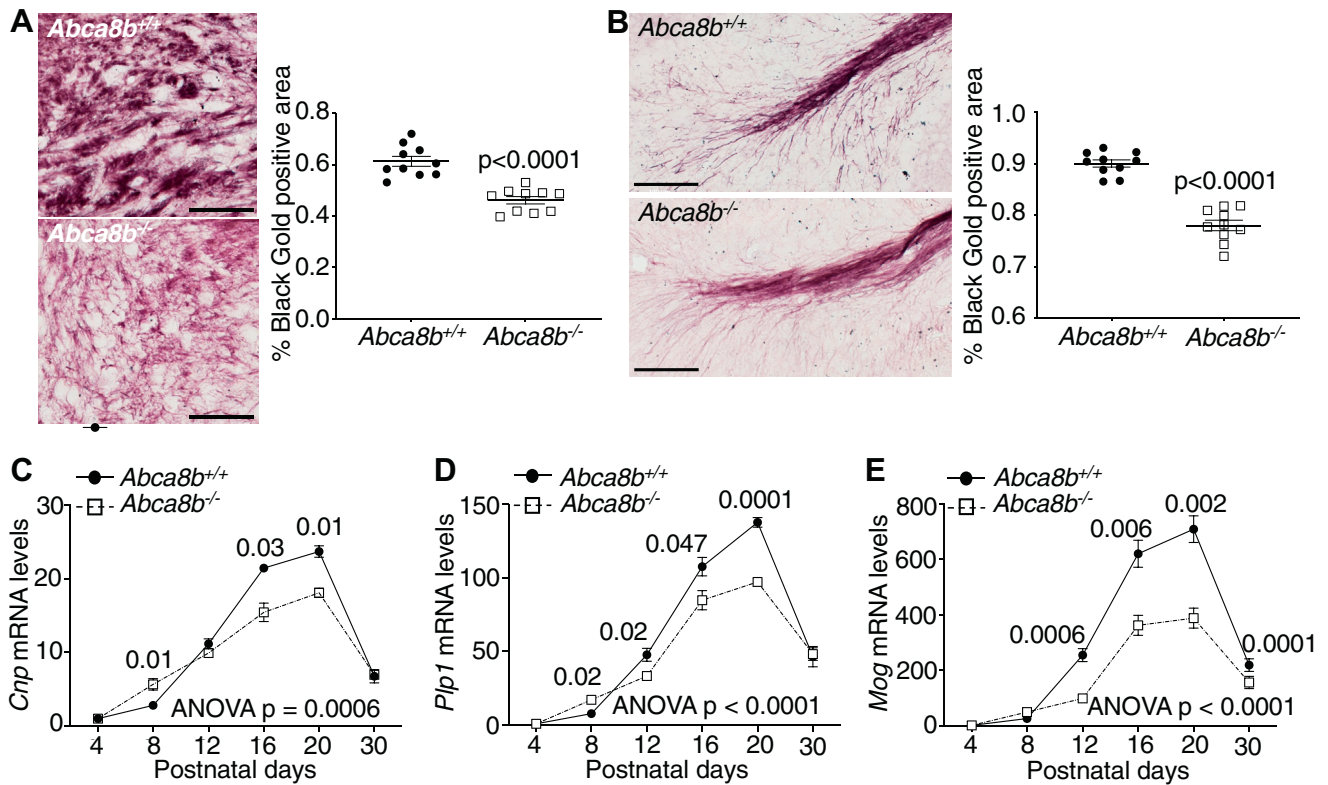 A
Abca8b+/+
Abca8b-/-
% Black Gold positive area
0.8
0.6
0.4
0.2
0.0
p<0.0001
Abca8b+/+
Abca8b-/-
B
Abca8b+/+
Abca8b-/-
% Black Gold positive area
1.0
0.9
0.8
0.7
0.6
p<0.0001
Abca8b+/+
Abca8b-/-
C
Abca8b+/+
Abca8b-/-
Cnp mRNA levels
30
20
10
0
0.01
0.03
0.01
ANOVA p = 0.0006
4 8 12 16 20 30
Postnatal days
D
Abca8b+/+
Abca8b-/-
Plp1 mRNA levels
150
100
50
0
0.02
0.02
0.047
0.0001
ANOVA p < 0.0001
4 8 12 16 20 30
Postnatal days
E
Abca8b+/+
Abca8b-/-
Mog mRNA levels
800
600
400
200
0
0.0006
0.006
0.002
0.0001
ANOVA p < 0.0001
4 8 12 16 20 30
Postnatal days